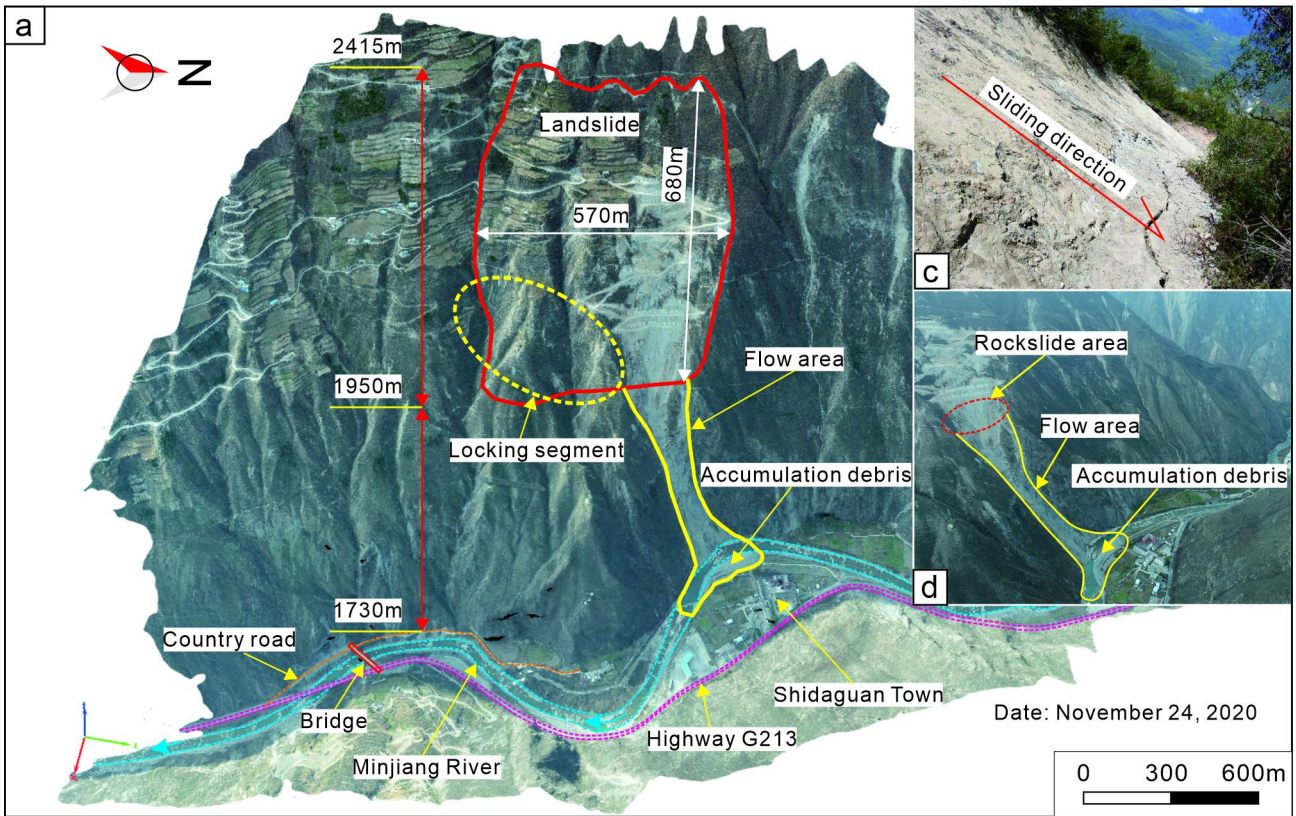 a
N
2415m
Landslide
680m
570m
1950m
Locking segment
Flow area
Accumulation debris
1730m
Country road
Bridge
Minjiang River
Highway G213
Shidaguan Town
Date: November 24, 2020
0 300 600m
Sliding direction
c
Rockslide area
Flow area
Accumulation debris
d